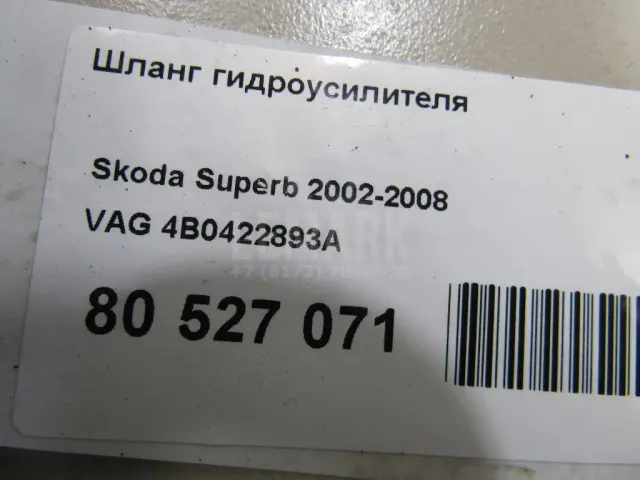 Шланг гидроусилителя
Skoda Superb 2002-2008
VAG 4B0422893A
80 527 071